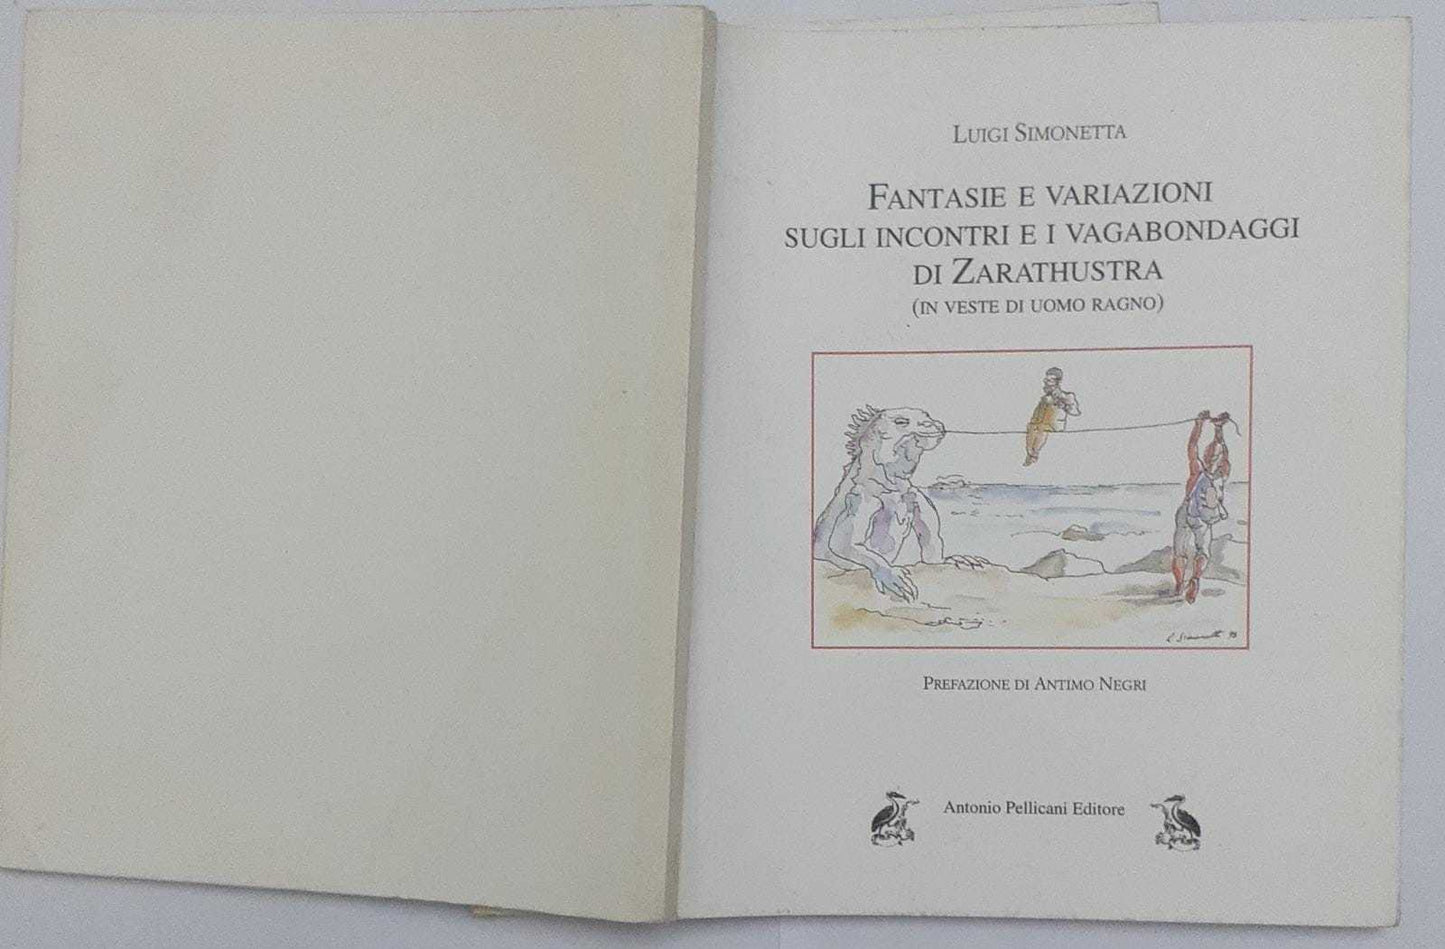 LUIGI SIMONETTA
FANTASIE E VARIAZIONI
SUGLI INCONTRI E I VAGABONDAGGI
DI ZARATHUSTRA
(IN VESTE DI UOMO RAGNO)
PREFAZIONE DI ANTIMO NEGRI
Antonio Pellicani Editore